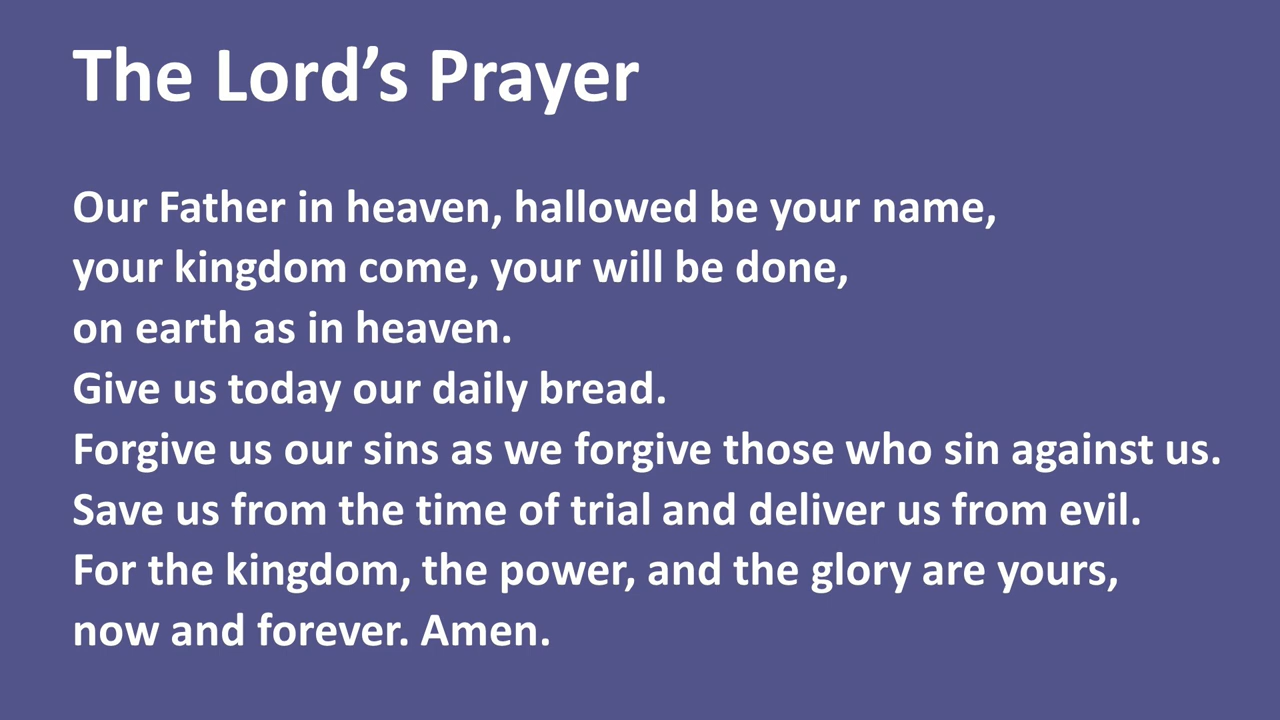 The Lord’s Prayer
Our Father in heaven, hallowed be your name,
your kingdom come, your will be done,
on earth as in heaven.
Give us today our daily bread.
Forgive us our sins as we forgive those who sin against us.
Save us from the time of trial and deliver us from evil.
For the kingdom, the power, and the glory are yours,
now and forever. Amen.